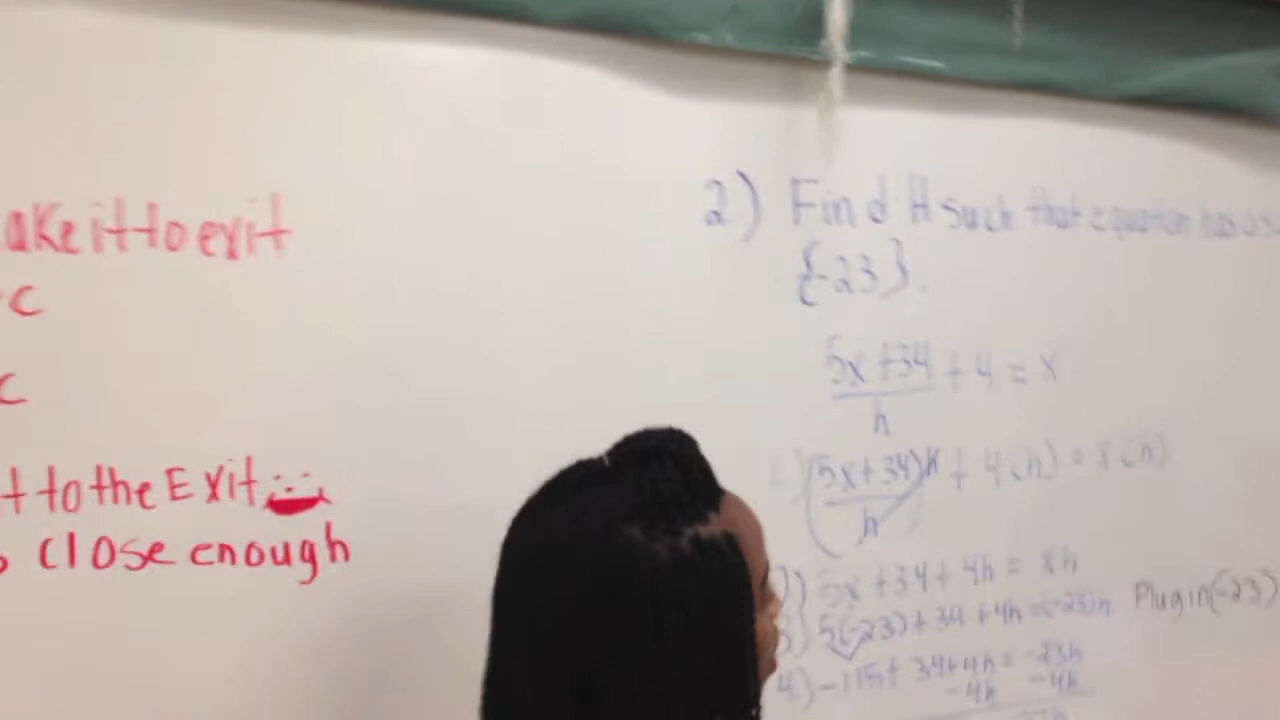 ake it to exit
c
c
t to the Exit
close enough
2) Find H such that equation has a s
{-23}.
5x+34 + 4 = x
h
(5x+34)h + 4(h) = x(h)
h
5x+34+4h = xh
5(-23)+34+4h=(-23)h Plug in(-23)
4) -115+34+4h = -23h
-4h -4h